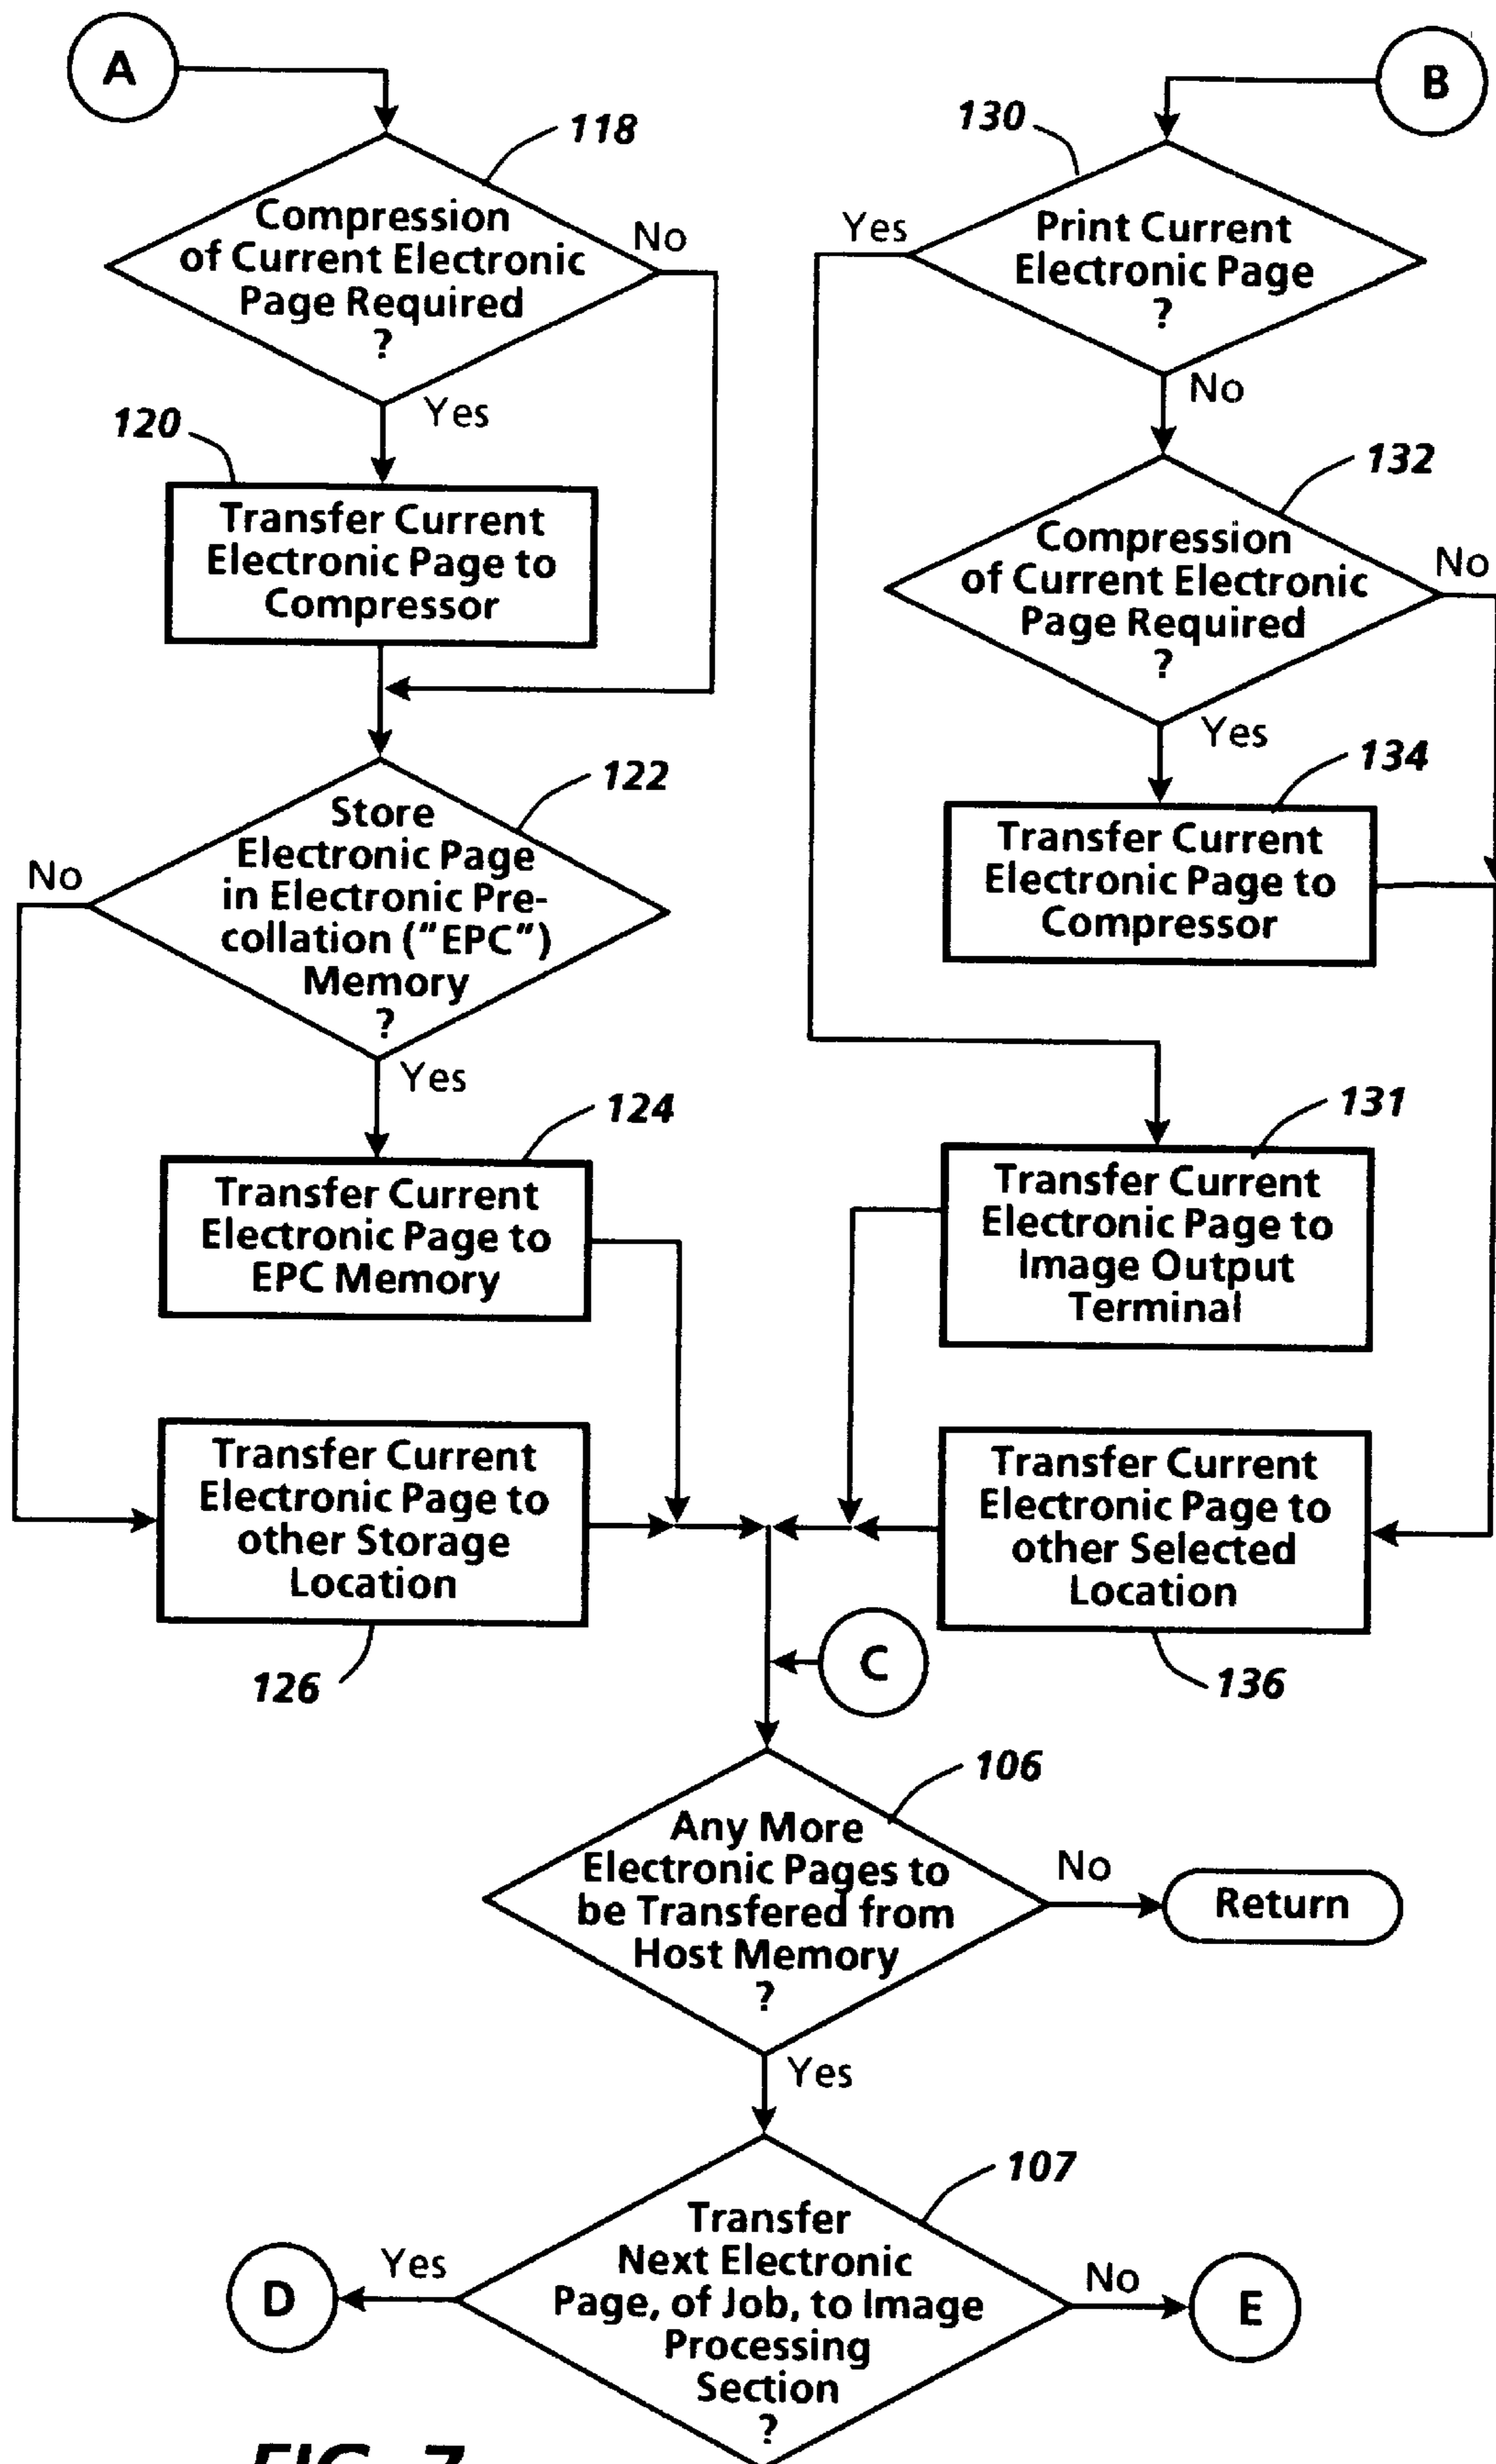 A
118
Compression
of Current Electronic
Page Required
?
No
Yes
120
Transfer Current
Electronic Page to
Compressor
122
Store
Electronic Page
in Electronic Pre-
collation ("EPC")
Memory
?
No
Yes
124
Transfer Current
Electronic Page to
EPC Memory
Transfer Current
Electronic Page to
other Storage
Location
126
B
130
Print Current
Electronic Page
?
Yes
No
132
Compression
of Current Electronic
Page Required
?
No
Yes
134
Transfer Current
Electronic Page to
Compressor
131
Transfer Current
Electronic Page to
Image Output
Terminal
Transfer Current
Electronic Page to
other Selected
Location
136
C
106
Any More
Electronic Pages to
be Transfered from
Host Memory
?
No
Return
Yes
107
Transfer
Next Electronic
Page, of Job, to Image
Processing
Section
?
Yes
D
No
E
FIG. 7